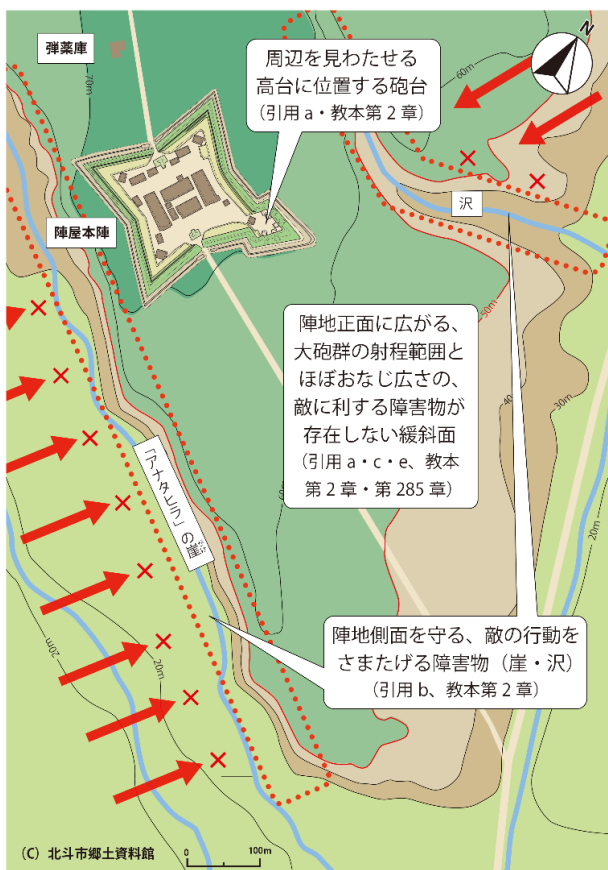 弾薬庫
70m
周辺を見わたせる
高台に位置する砲台
(引用 a・教本第 2 章)
60m
N
沢
陣屋本陣
陣地正面に広がる、
大砲群の射程範囲と
ほぼおなじ広さの、
敵に利する障害物が
存在しない緩斜面
(引用 a・c・e、教本
第 2 章・第 285 章)
50m
30m
20m
「アナタヒラ」の崖
がけ
陣地側面を守る、敵の行動を
さまたげる障害物(崖・沢)
(引用 b、教本第 2 章)
20m
20m
(C) 北斗市郷土資料館
0
100m